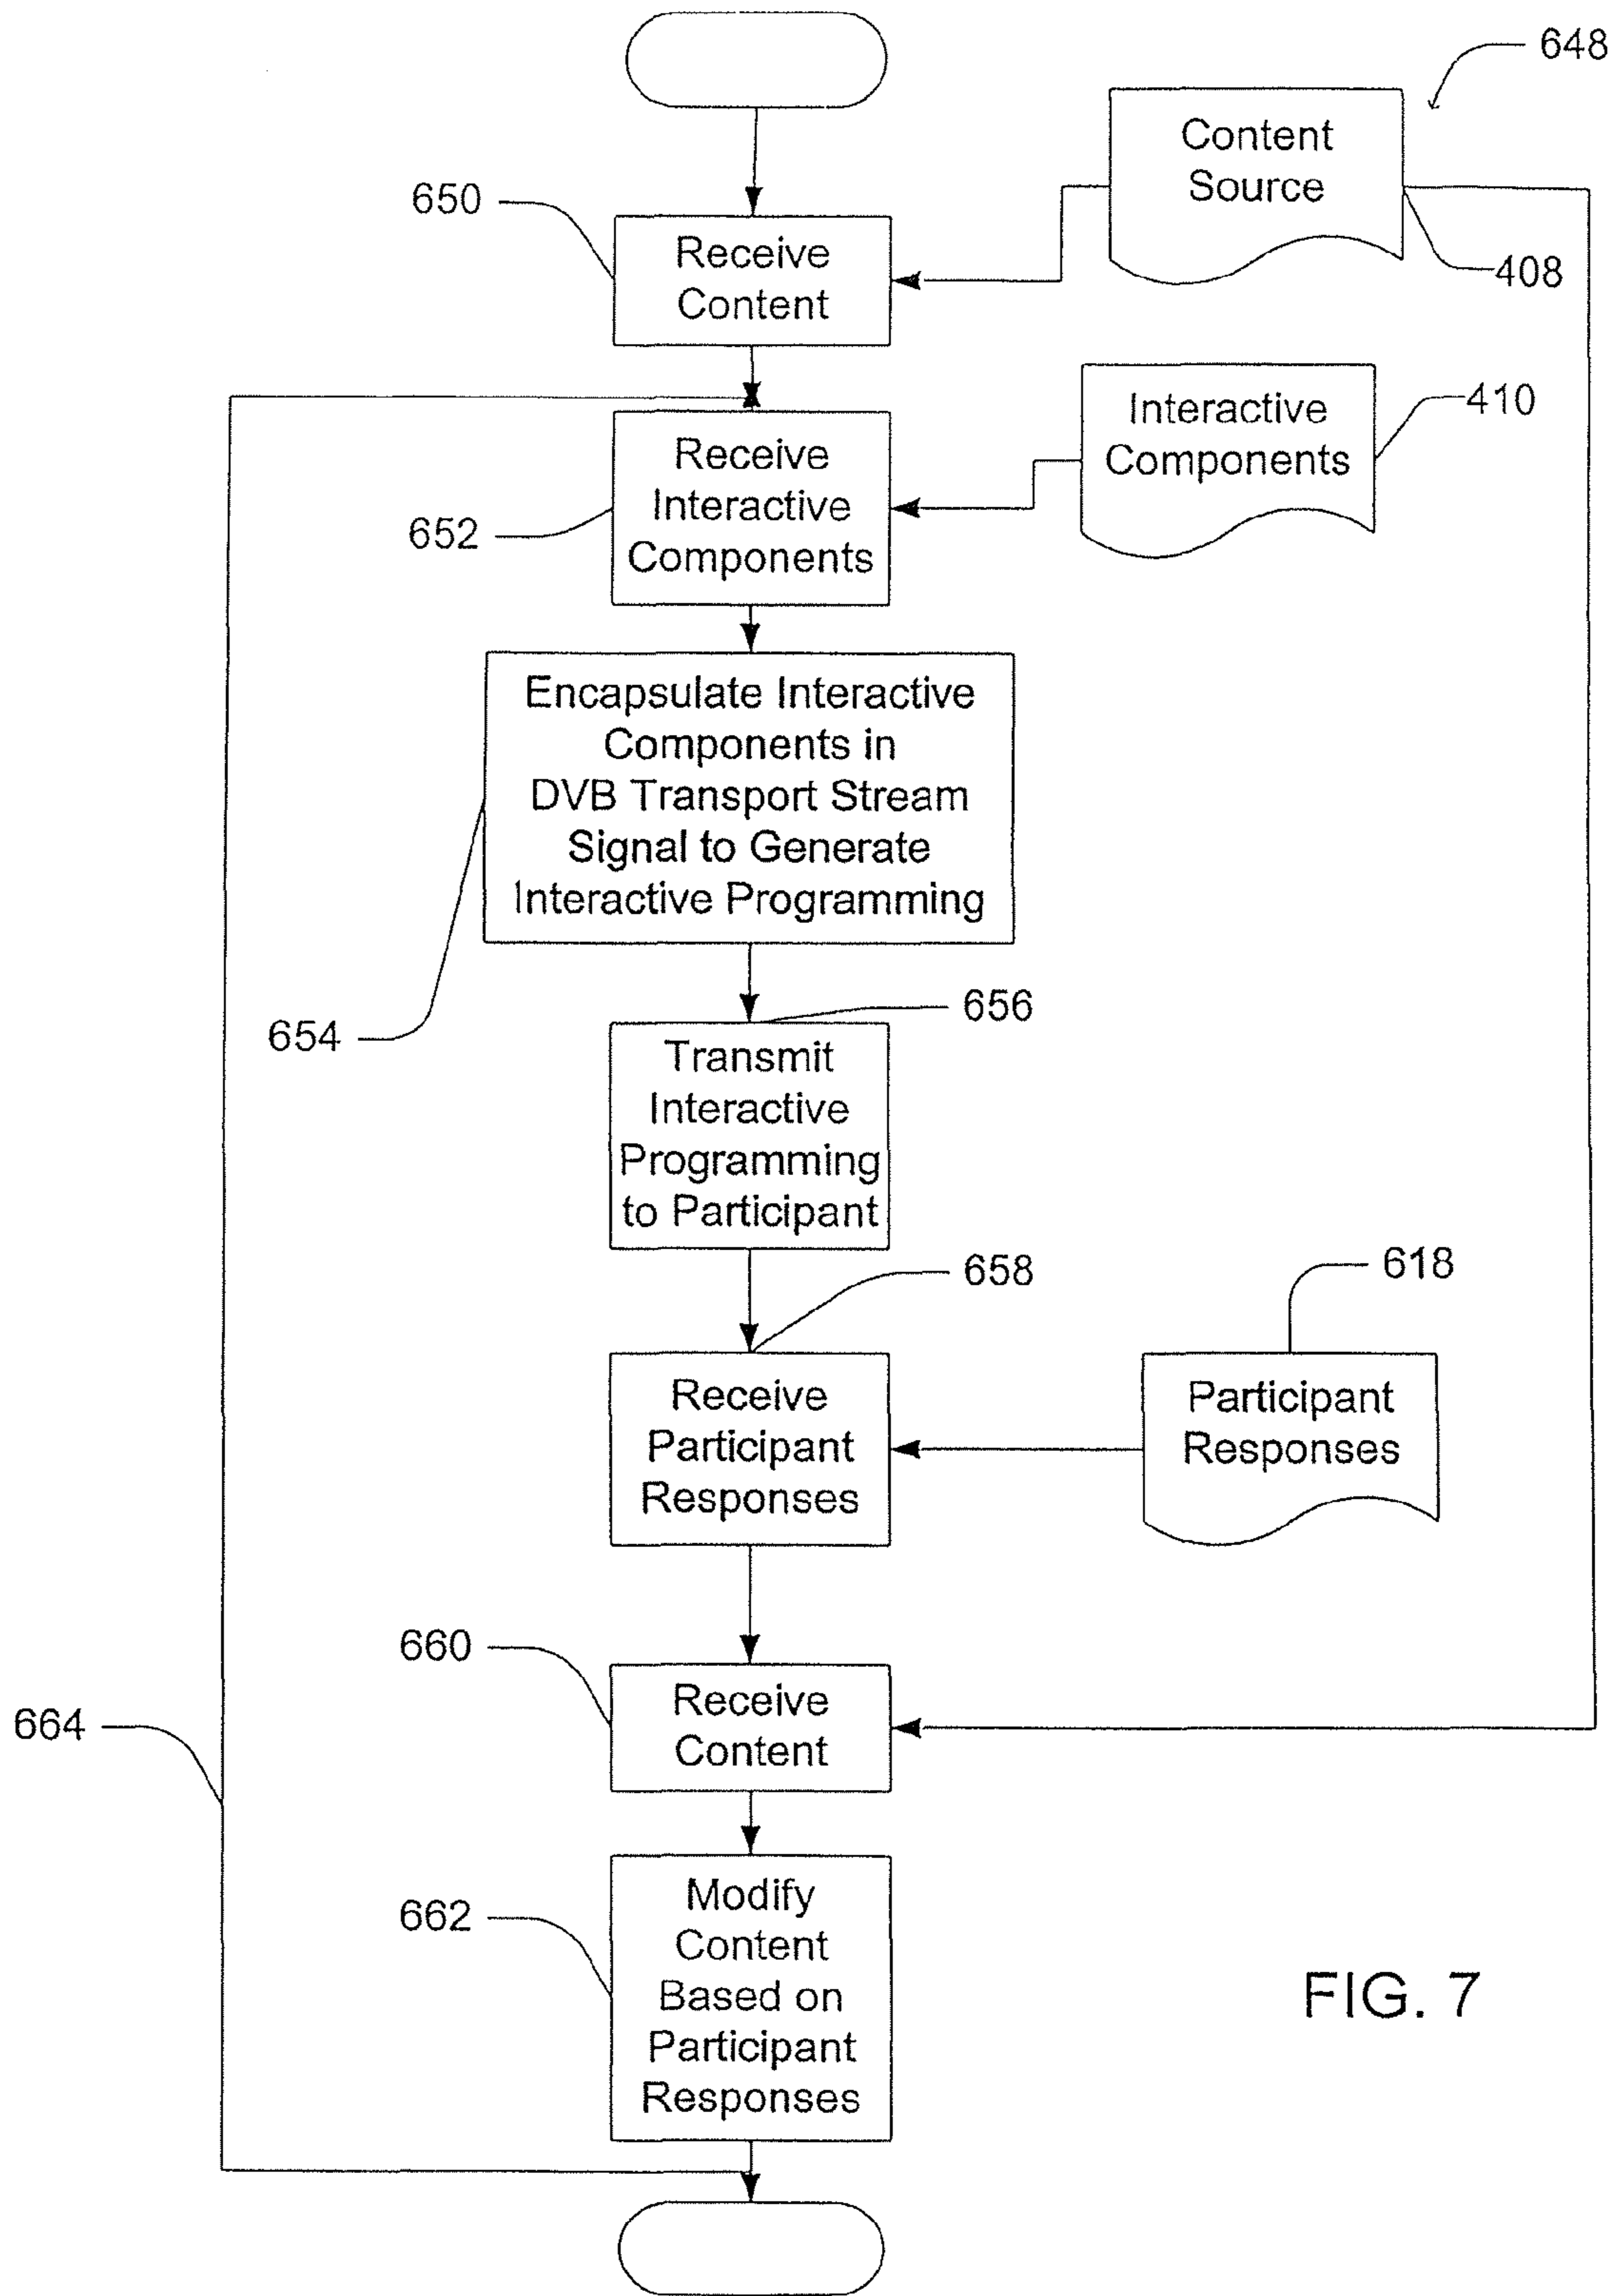 648
Content
Source
408
650
Receive
Content
Interactive
Components
410
Receive
Interactive
Components
652
Encapsulate Interactive
Components in
DVB Transport Stream
Signal to Generate
Interactive Programming
654
656
Transmit
Interactive
Programming
to Participant
658
618
Receive
Participant
Responses
Participant
Responses
660
Receive
Content
664
662
Modify
Content
Based on
Participant
Responses
FIG. 7